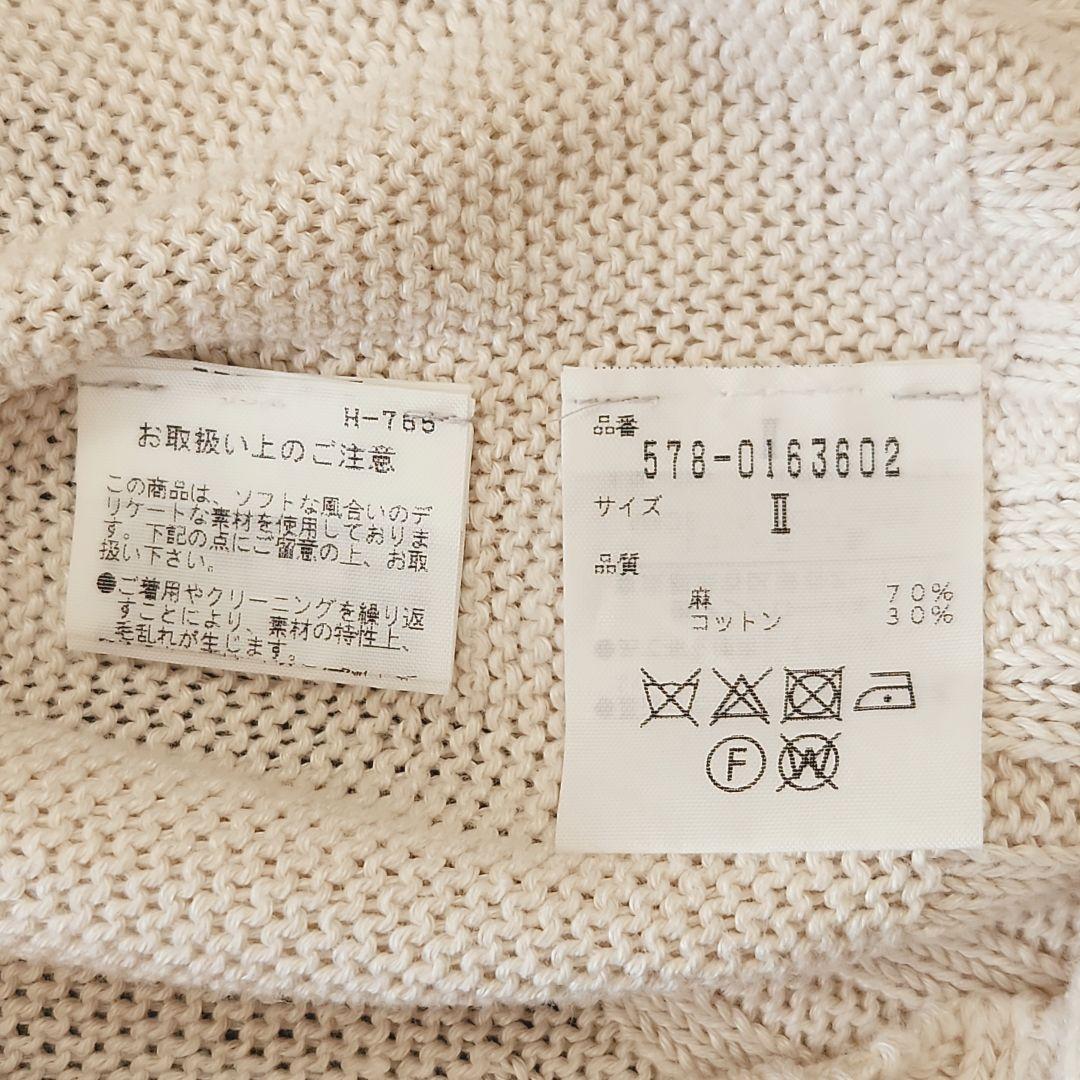 H-765
お取扱い上のご注意
この商品は、ソフトな風合いのデ
リケートな素材を使用しておりま
す。下記の点にご留意の上、お取
扱い下さい。
●ご着用やクリーニングを繰り返
すことにより、素材の特性上、
毛乱れが生じます。
品番
578-0163602
サイズ
Ⅱ
品質
麻 70%
コットン 30%
F
W